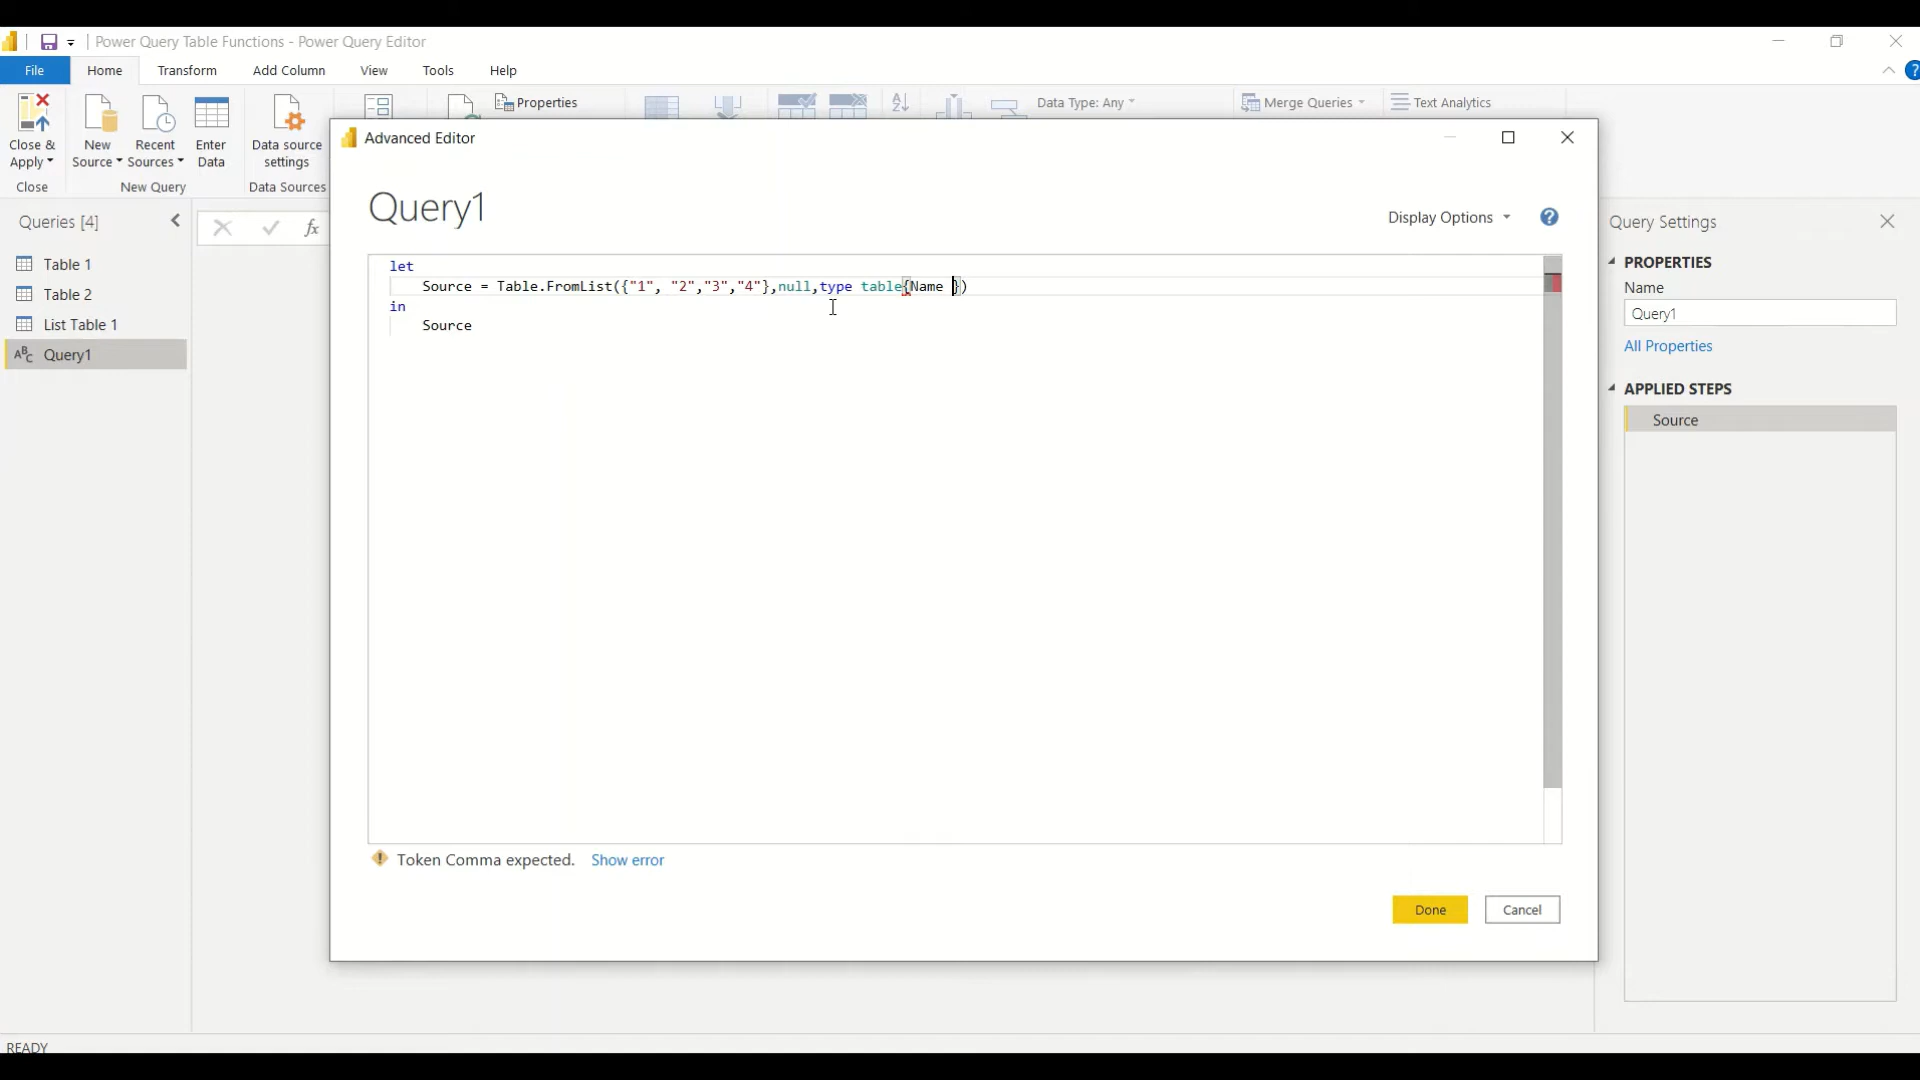 Power Query Table Functions - Power Query Editor
File Home Transform Add Column View Tools Help
Properties
Data Type: Any
Merge Queries
Text Analytics
Close & Apply
New Source
Recent Sources
Enter Data
Data source settings
Close
New Query
Data Sources
Advanced Editor
Queries [4]
Table 1
Table 2
List Table 1
ABC Query1
fx
Query1
Display Options
?
let
Source = Table.FromList({"1", "2","3","4"},null,type table{Name })
in
Source
Token Comma expected. Show error
Done
Cancel
Query Settings
PROPERTIES
Name
Query1
All Properties
APPLIED STEPS
Source
READY